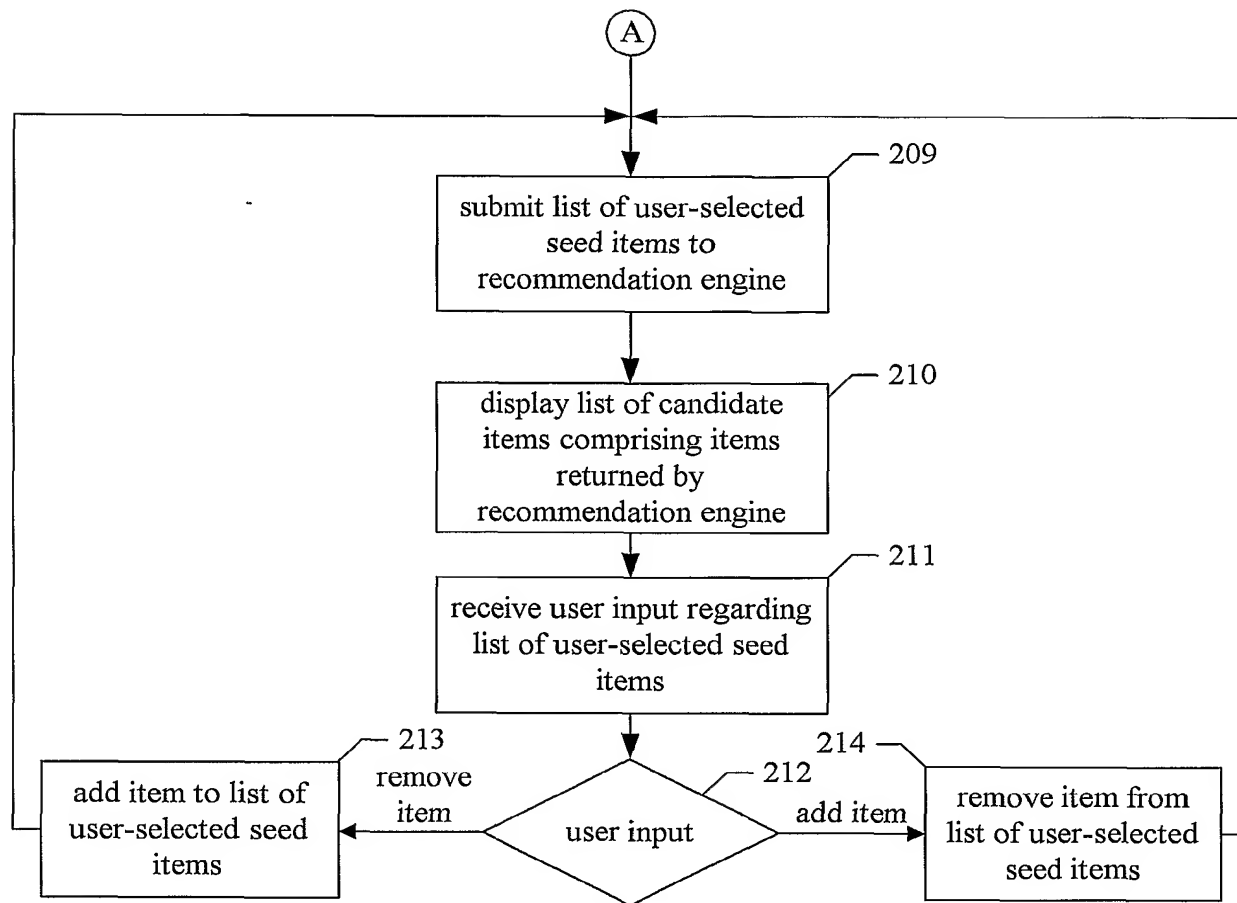 A
209
submit list of user-selected
seed items to
recommendation engine
210
display list of candidate
items comprising items
returned by
recommendation engine
211
receive user input regarding
list of user-selected seed
items
213
add item to list of
user-selected seed
items
remove
item
212
user input
add item
214
remove item from
list of user-selected
seed items